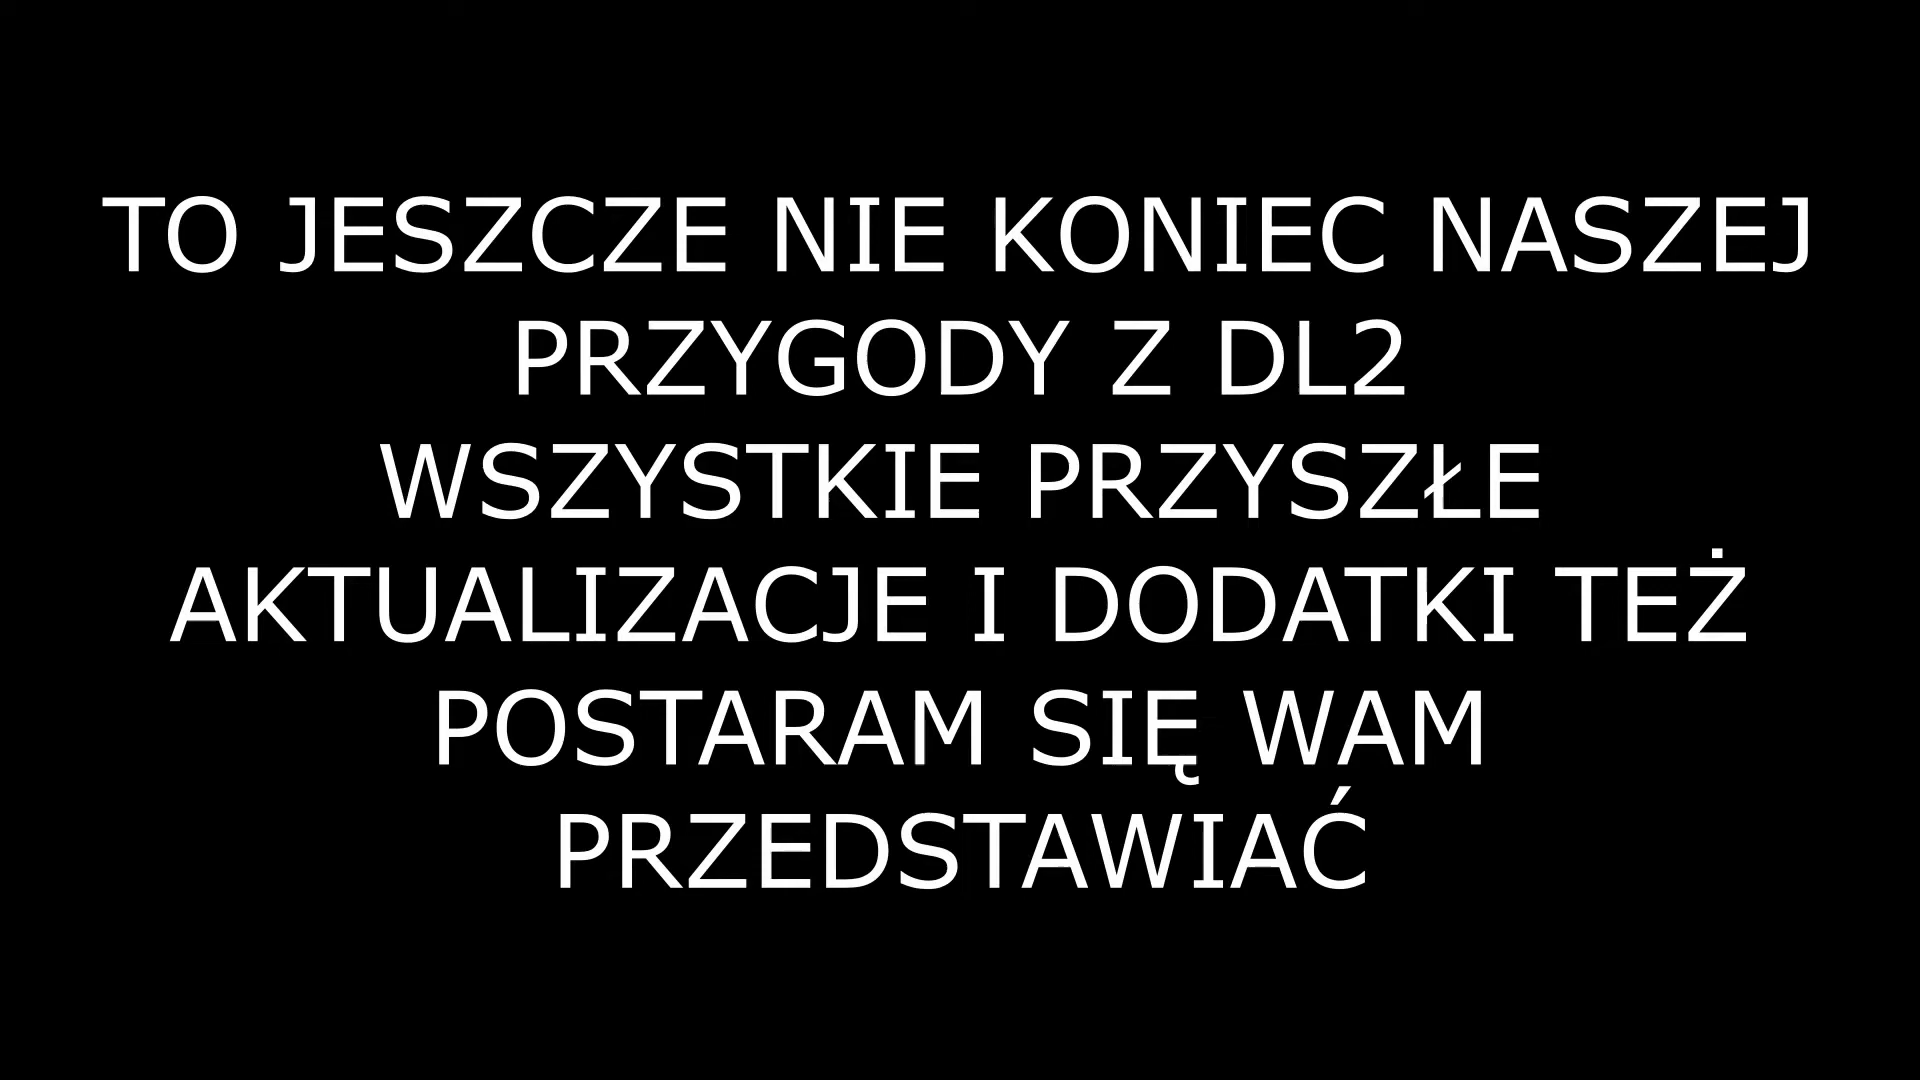 TO JESZCZE NIE KONIEC NASZEJ
PRZYGODY Z DL2
WSZYSTKIE PRZYSZŁE
AKTUALIZACJE I DODATKI TEŻ
POSTARAM SIĘ WAM
PRZEDSTAWIAĆ